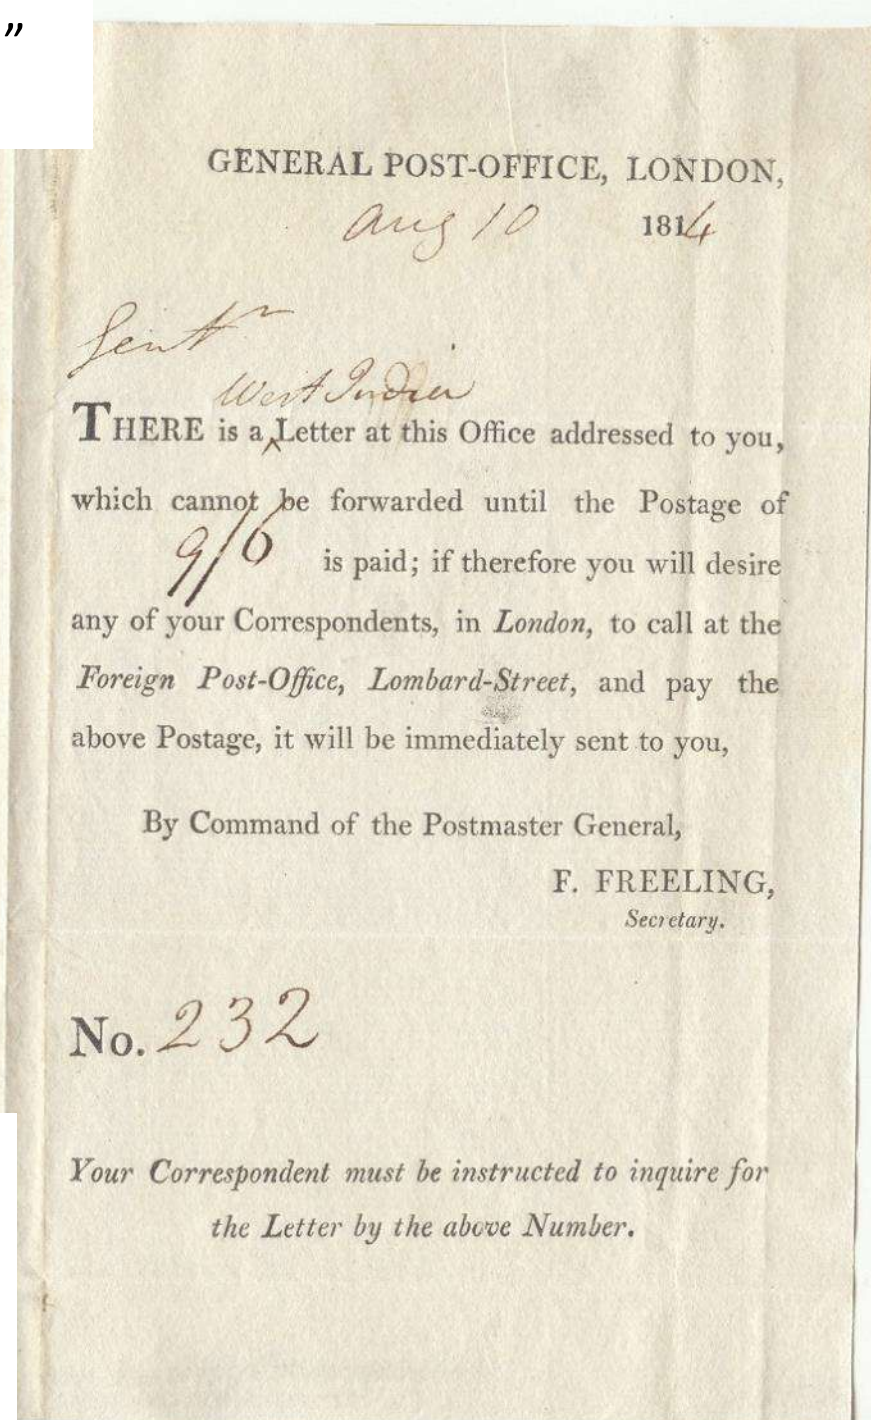 ”
GENERAL POST-OFFICE, LONDON,
Aug 10 1814
Gentn
West Indies
THERE is a ‸ Letter at this Office addressed to you,
which cannot be forwarded until the Postage of
9/6 is paid; if therefore you will desire
any of your Correspondents, in London, to call at the
Foreign Post-Office, Lombard-Street, and pay the
above Postage, it will be immediately sent to you,
By Command of the Postmaster General,
F. FREELING,
Secretary.
No. 232
Your Correspondent must be instructed to inquire for
the Letter by the above Number.